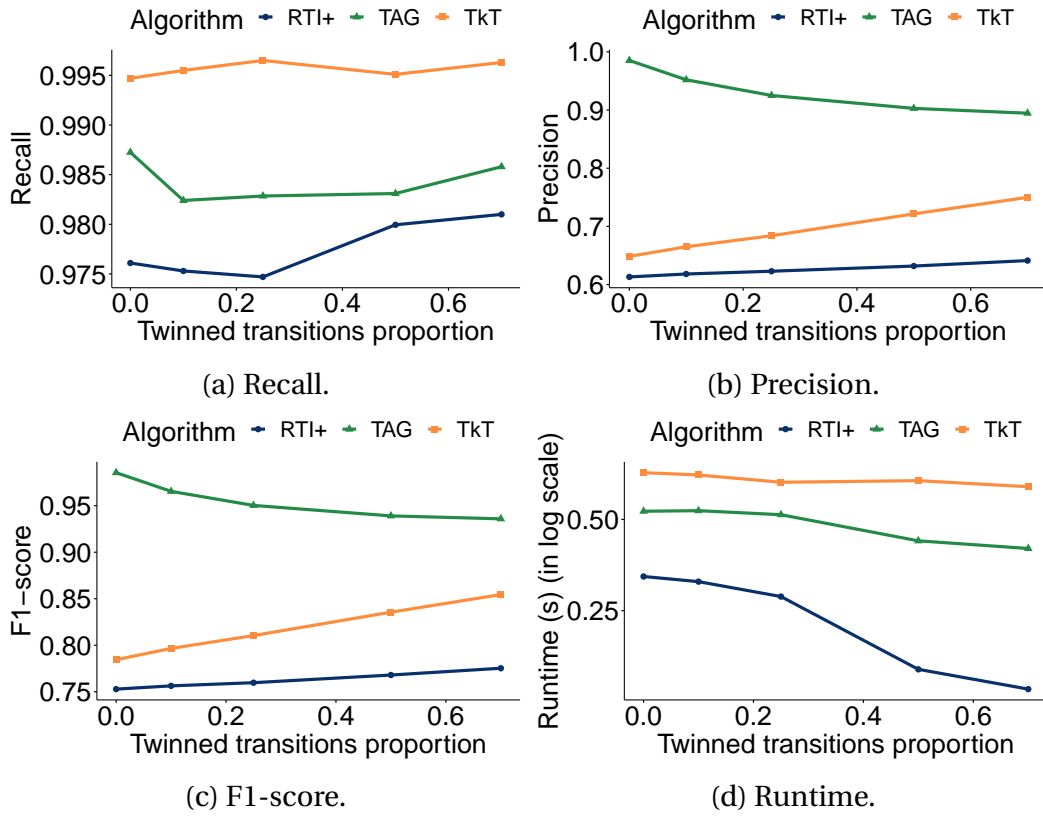 Algorithm RTI+ TAG TkT
Recall
0.995
0.990
0.985
0.980
0.975
0.0 0.2 0.4 0.6
Twinned transitions proportion
(a) Recall.
Algorithm RTI+ TAG TkT
Precision
1.0
0.9
0.8
0.7
0.6
0.0 0.2 0.4 0.6
Twinned transitions proportion
(b) Precision.
Algorithm RTI+ TAG TkT
F1−score
0.95
0.90
0.85
0.80
0.75
0.0 0.2 0.4 0.6
Twinned transitions proportion
(c) F1-score.
Algorithm RTI+ TAG TkT
Runtime (s) (in log scale)
0.50
0.25
0.0 0.2 0.4 0.6
Twinned transitions proportion
(d) Runtime.